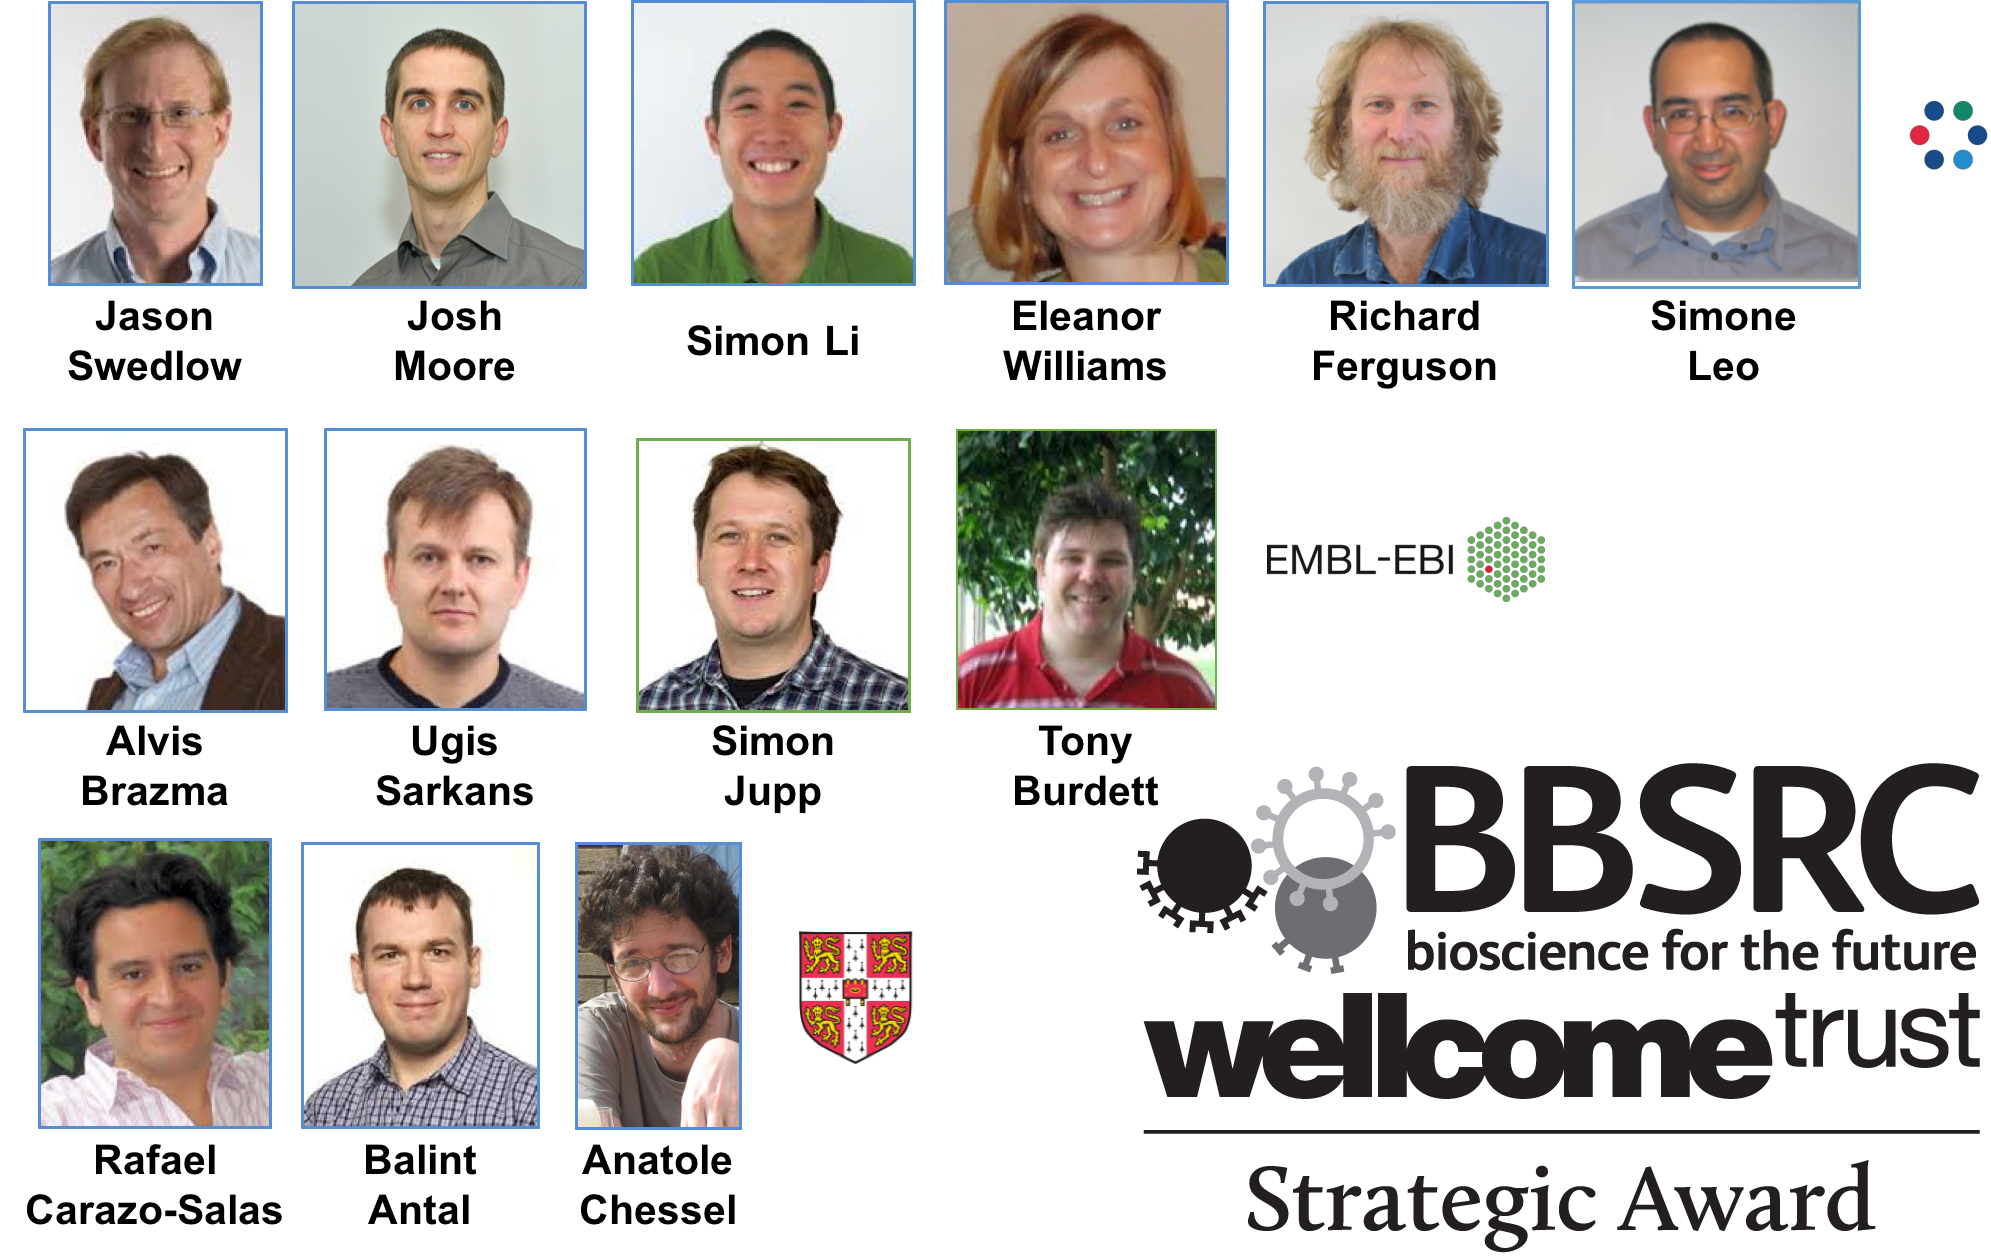 Jason
Swedlow
Josh
Moore
Simon Li
Eleanor
Williams
Richard
Ferguson
Simone
Leo
Alvis
Brazma
Ugis
Sarkans
Simon
Jupp
Tony
Burdett
EMBL-EBI
Rafael
Carazo-Salas
Balint
Antal
Anatole
Chessel
BBSRC
bioscience for the future
wellcome trust
Strategic Award